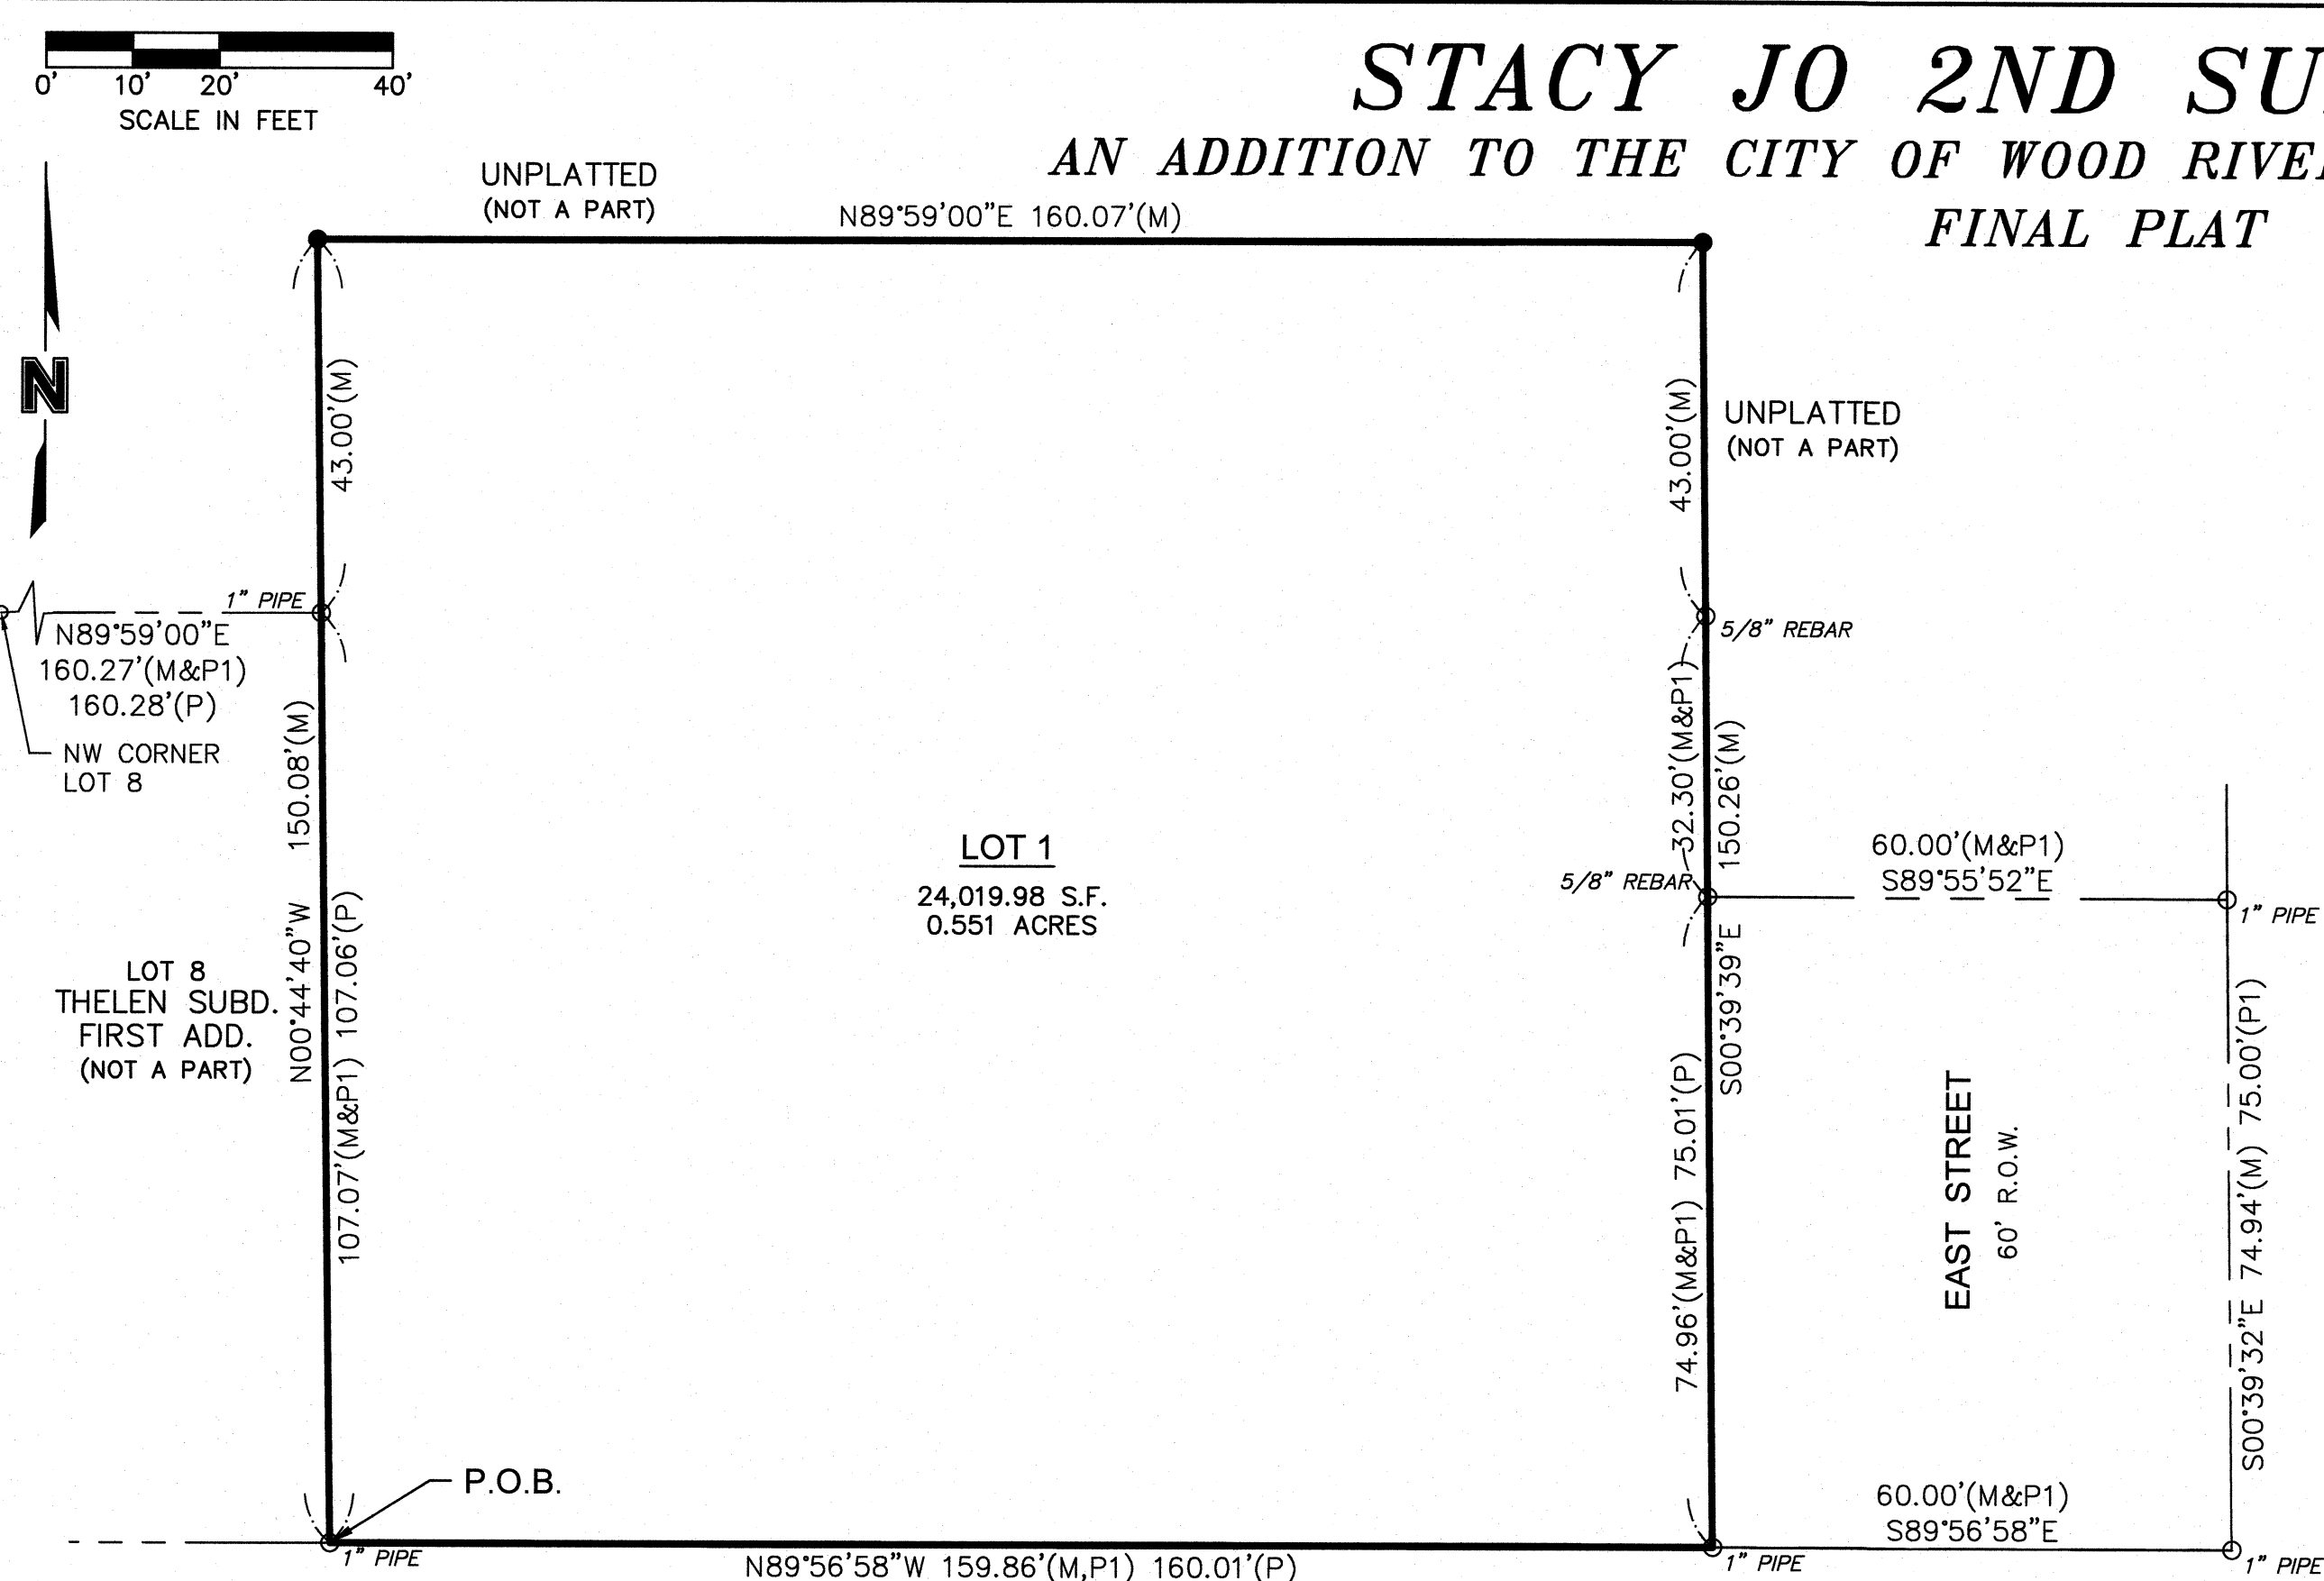 0' 10' 20' 40'
SCALE IN FEET
STACY JO 2ND
AN ADDITION TO THE CITY OF WOOD
FINAL PLAT
N
UNPLATTED
(NOT A PART)
N89°59'00"E 160.07'(M)
43.00'(M)
43.00'(M)
UNPLATTED
(NOT A PART)
1" PIPE
N89°59'00"E
160.27'(M&P1)
160.28'(P)
NW CORNER
LOT 8
5/8" REBAR
32.30'(M&P1)
N00°44'40"W 150.08'(M)
107.07'(M&P1) 107.06'(P)
LOT 8
THELEN SUBD.
FIRST ADD.
(NOT A PART)
LOT 1
24,019.98 S.F.
0.551 ACRES
5/8" REBAR
S00°39'39"E 150.26'(M)
74.96'(M&P1) 75.01'(P)
60.00'(M&P1)
S89°55'52"E
1" PIPE
EAST STREET
60' R.O.W.
S00°39'32"E 74.94'(M) 75.00'(P1)
P.O.B.
1" PIPE
N89°56'58"W 159.86'(M,P1) 160.01'(P)
1" PIPE
60.00'(M&P1)
S89°56'58"E
1" PIPE